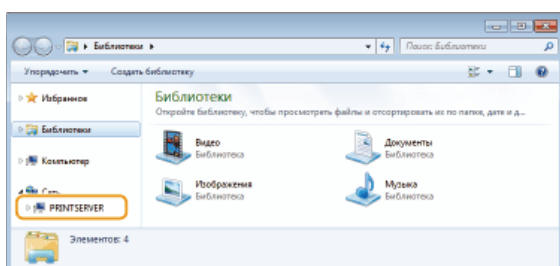 Библиотеки
Поиск: Библиотеки
Упорядочить
Создать библиотеку
Избранное
Библиотеки
Компьютер
Сеть
PRINTSERVER
Библиотеки
Откройте библиотеку, чтобы просмотреть файлы и отсортировать их по папке, дате и д...
Видео
Библиотека
Документы
Библиотека
Изображения
Библиотека
Музыка
Библиотека
Элементов: 4